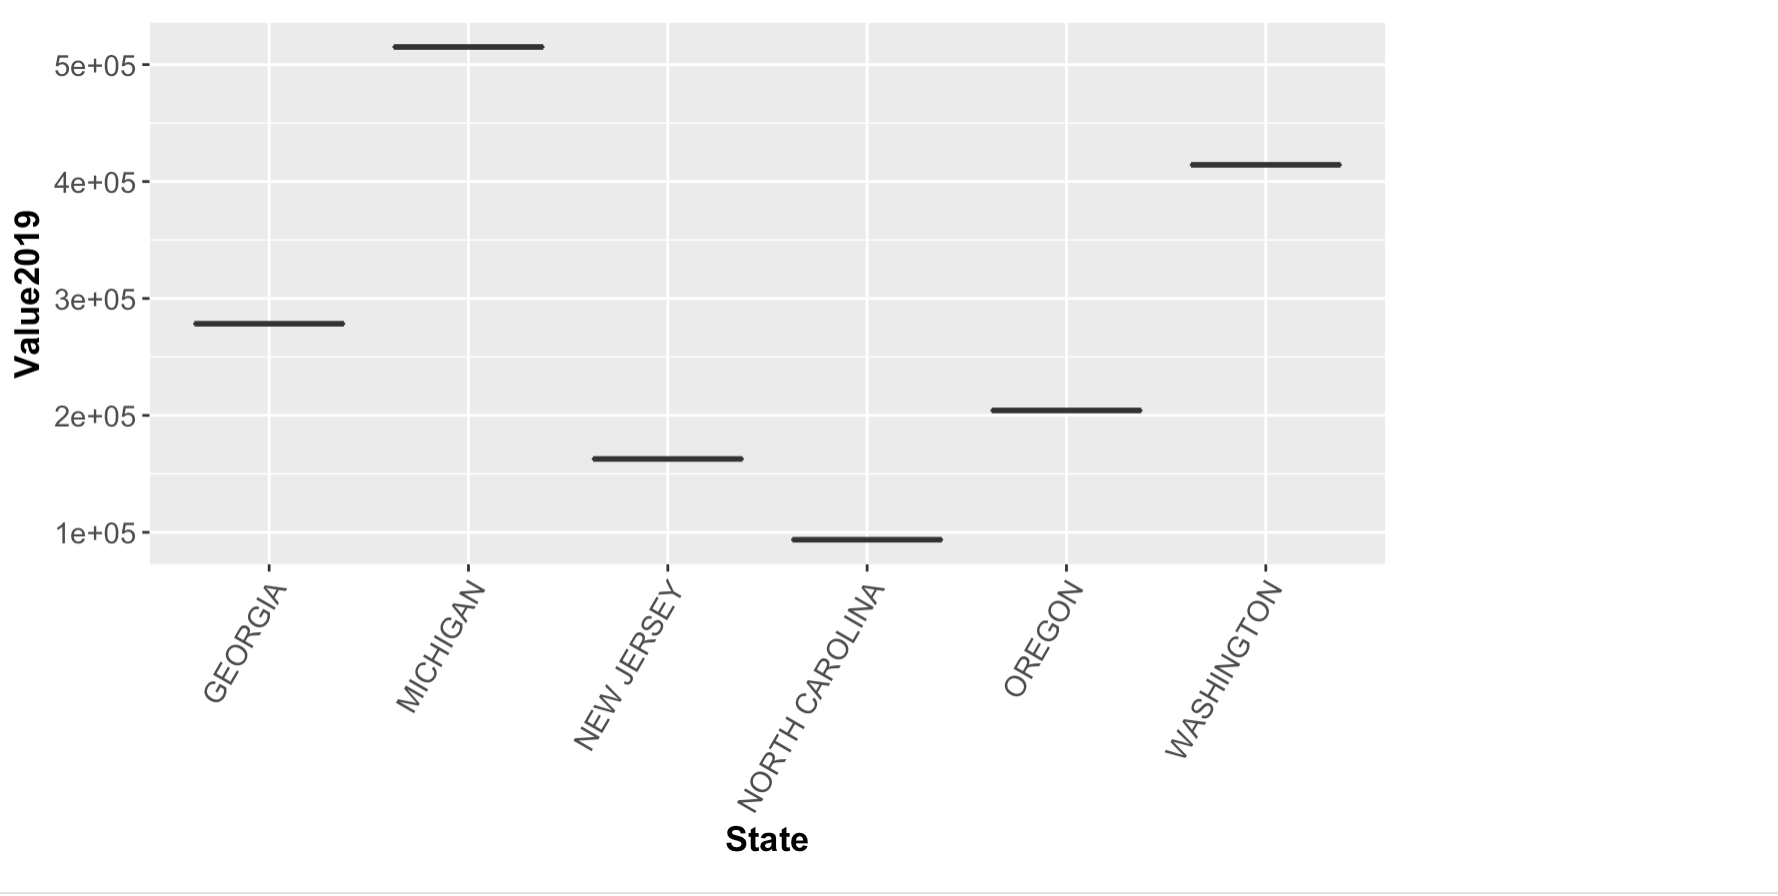 Value2019
5e+05
4e+05
3e+05
2e+05
1e+05
GEORGIA
MICHIGAN
NEW JERSEY
NORTH CAROLINA
OREGON
WASHINGTON
State